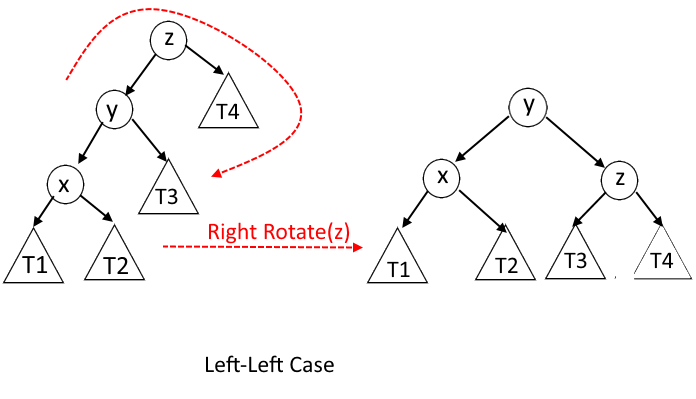 z
y
T4
x
T3
T1
T2
Right Rotate(z)
y
x
z
T1
T2
T3
T4
Left-Left Case